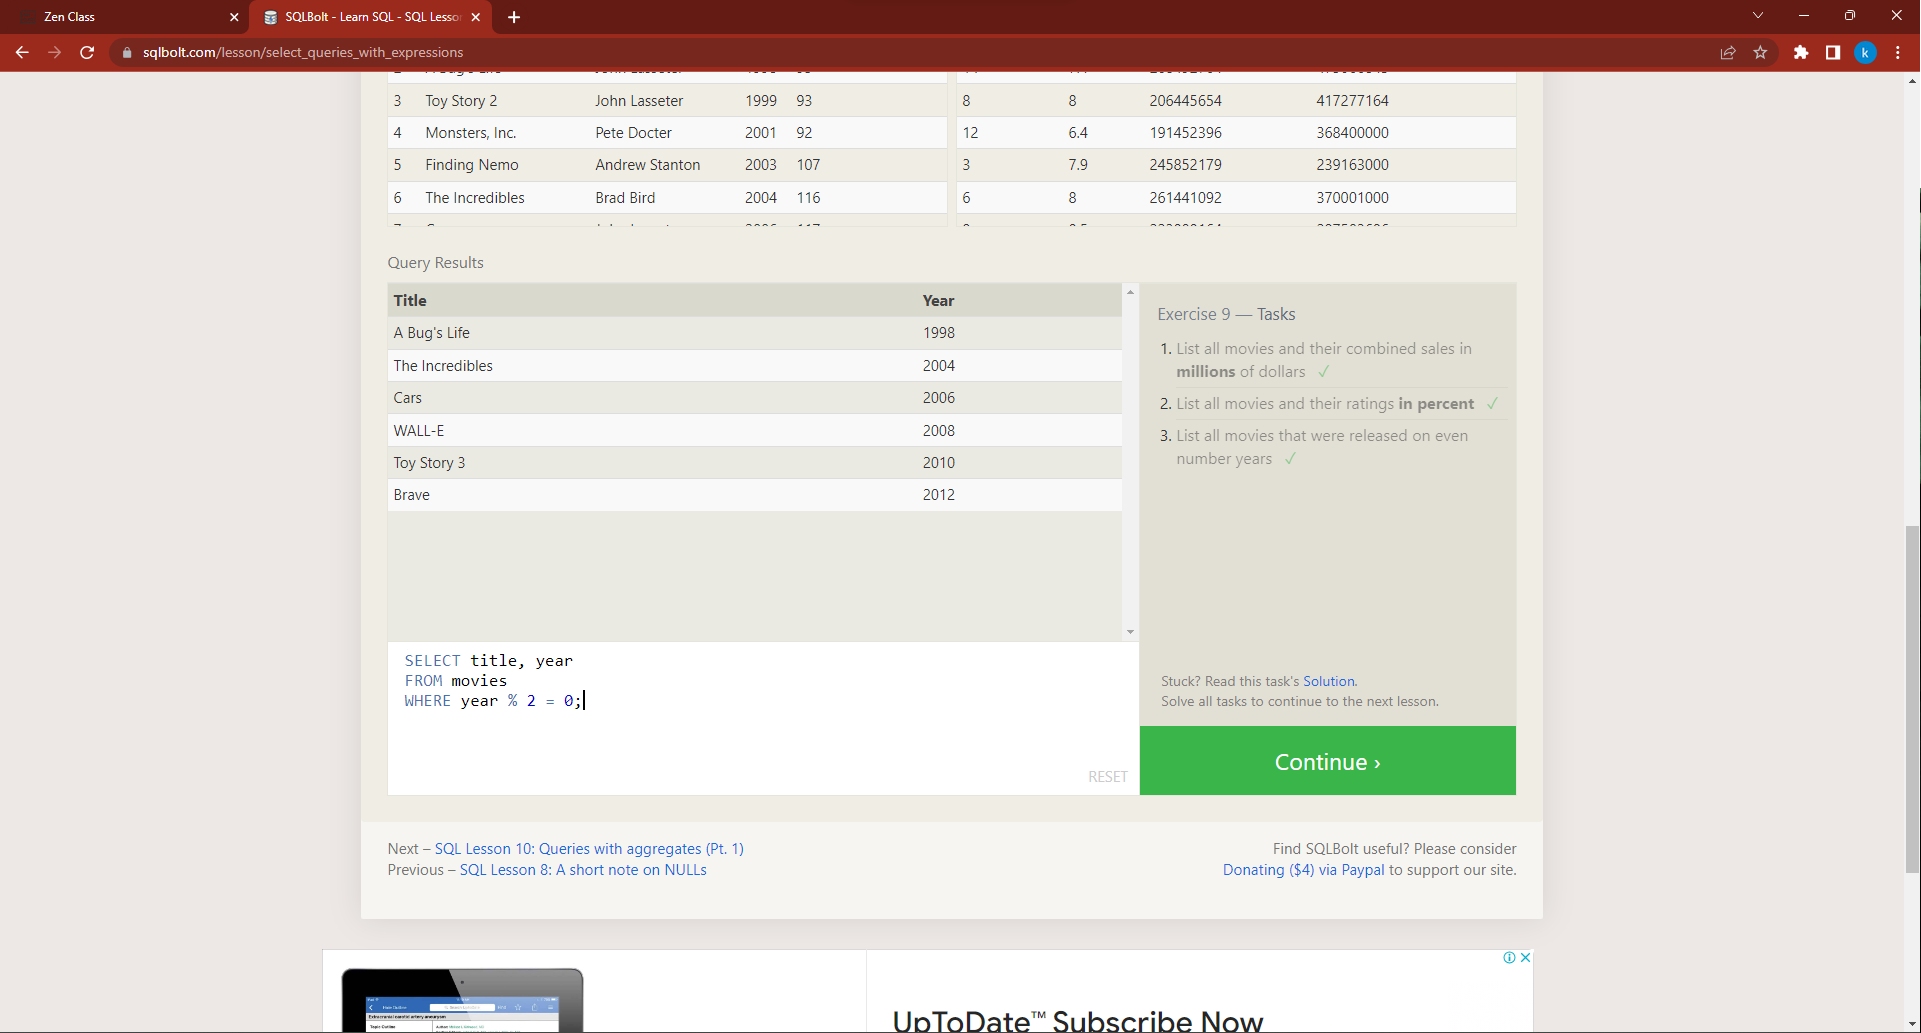 Zen Class
SQLBolt - Learn SQL - SQL Lesso
sqlbolt.com/lesson/select_queries_with_expressions
3 Toy Story 2 John Lasseter 1999 93 8 8 206445654 417277164
4 Monsters, Inc. Pete Docter 2001 92 12 6.4 191452396 368400000
5 Finding Nemo Andrew Stanton 2003 107 3 7.9 245852179 239163000
6 The Incredibles Brad Bird 2004 116 6 8 261441092 370001000
Query Results
Title Year
A Bug's Life 1998
The Incredibles 2004
Cars 2006
WALL-E 2008
Toy Story 3 2010
Brave 2012
Exercise 9 — Tasks
1. List all movies and their combined sales in
millions of dollars ✓
2. List all movies and their ratings in percent ✓
3. List all movies that were released on even
number years ✓
SELECT title, year
FROM movies
WHERE year % 2 = 0;
RESET
Stuck? Read this task's Solution.
Solve all tasks to continue to the next lesson.
Continue ›
Next – SQL Lesson 10: Queries with aggregates (Pt. 1)
Previous – SQL Lesson 8: A short note on NULLs
Find SQLBolt useful? Please consider
Donating ($4) via Paypal to support our site.
UpToDate™ Subscribe Now